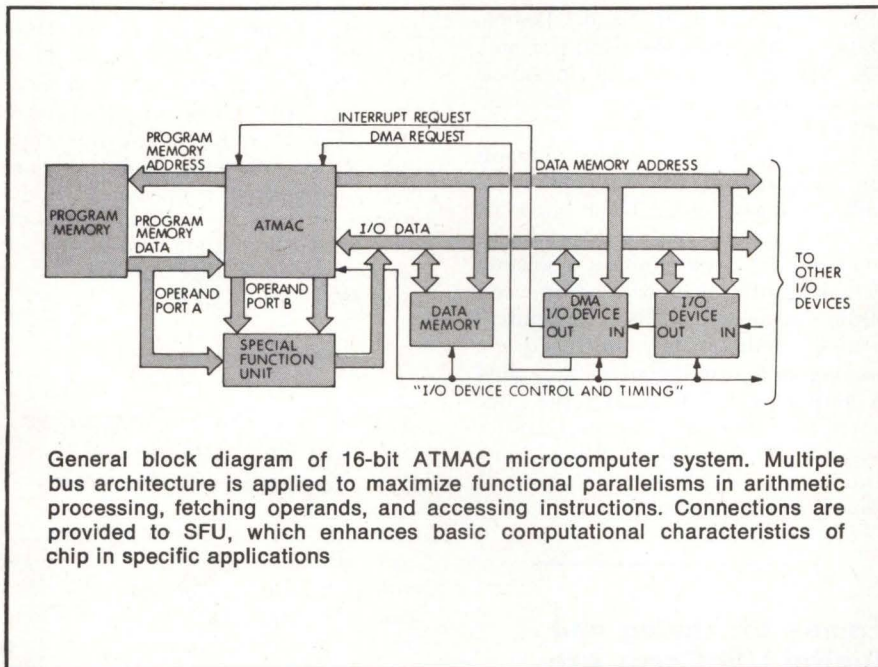 INTERRUPT REQUEST
DMA REQUEST
PROGRAM
MEMORY
ADDRESS
DATA MEMORY ADDRESS
PROGRAM
MEMORY
PROGRAM
MEMORY
DATA
ATMAC
I/O DATA
OPERAND
PORT A
OPERAND
PORT B
SPECIAL
FUNCTION
UNIT
DATA
MEMORY
DMA
I/O DEVICE
OUT IN
I/O
DEVICE
OUT IN
TO
OTHER
I/O
DEVICES
"I/O DEVICE CONTROL AND TIMING"
General block diagram of 16-bit ATMAC microcomputer system. Multiple
bus architecture is applied to maximize functional parallelisms in arithmetic
processing, fetching operands, and accessing instructions. Connections are
provided to SFU, which enhances basic computational characteristics of
chip in specific applications